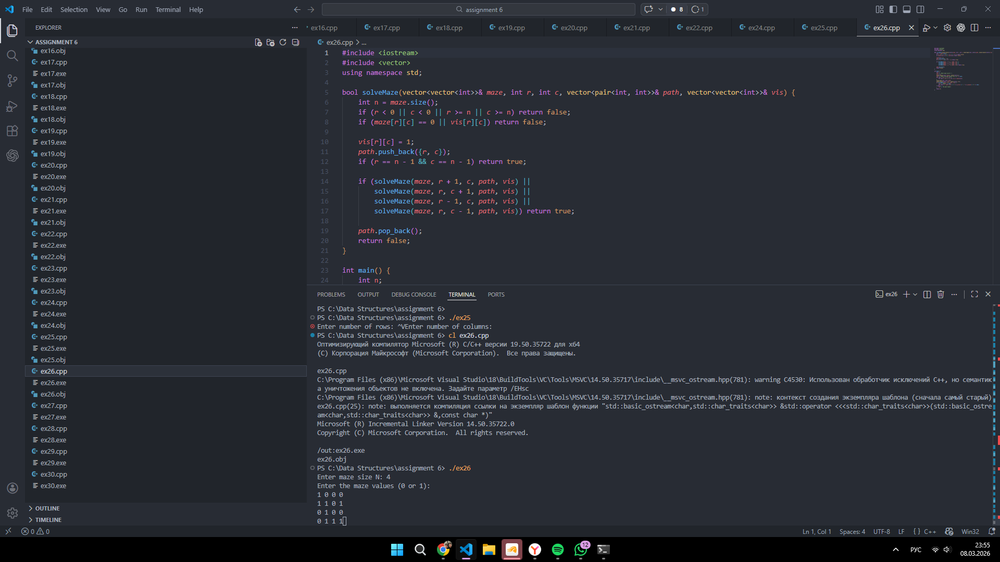 File Edit Selection View Go Run Terminal Help
assignment 6
8
1
EXPLORER
ASSIGNMENT 6
ex16.obj
ex17.cpp
ex17.exe
ex17.obj
ex18.cpp
ex18.exe
ex18.obj
ex19.cpp
ex19.exe
ex19.obj
ex20.cpp
ex20.exe
ex20.obj
ex21.cpp
ex21.exe
ex21.obj
ex22.cpp
ex22.exe
ex22.obj
ex23.cpp
ex23.exe
ex23.obj
ex24.cpp
ex24.exe
ex24.obj
ex25.cpp
ex25.exe
ex25.obj
ex26.cpp
ex26.exe
ex26.obj
ex27.cpp
ex27.exe
ex28.cpp
ex28.exe
ex29.cpp
ex29.exe
ex30.cpp
ex30.exe
OUTLINE
TIMELINE
ex16.cpp ex17.cpp ex18.cpp ex19.cpp ex20.cpp ex21.cpp ex22.cpp ex24.cpp ex25.cpp ex26.cpp
ex26.cpp > ...
1 #include <iostream>
2 #include <vector>
3 using namespace std;
4
5 bool solveMaze(vector<vector<int>>& maze, int r, int c, vector<pair<int, int>>& path, vector<vector<int>>& vis) {
6 int n = maze.size();
7 if (r < 0 || c < 0 || r >= n || c >= n) return false;
8 if (maze[r][c] == 0 || vis[r][c]) return false;
9
10 vis[r][c] = 1;
11 path.push_back({r, c});
12 if (r == n - 1 && c == n - 1) return true;
13
14 if (solveMaze(maze, r + 1, c, path, vis) ||
15 solveMaze(maze, r, c + 1, path, vis) ||
16 solveMaze(maze, r - 1, c, path, vis) ||
17 solveMaze(maze, r, c - 1, path, vis)) return true;
18
19 path.pop_back();
20 return false;
21 }
22
23 int main() {
24 int n;
PROBLEMS OUTPUT DEBUG CONSOLE TERMINAL PORTS
ex26
PS C:\Data Structures\assignment 6>
PS C:\Data Structures\assignment 6> ./ex25
Enter number of rows: ^VEnter number of columns:
PS C:\Data Structures\assignment 6> cl ex26.cpp
Оптимизирующий компилятор Microsoft (R) C/C++ версии 19.50.35722 для x64
(C) Корпорация Майкрософт (Microsoft Corporation).  Все права защищены.

ex26.cpp
C:\Program Files (x86)\Microsoft Visual Studio\18\BuildTools\VC\Tools\MSVC\14.50.35717\include\__msvc_ostream.hpp(781): warning C4530: Использован обработчик исключений C++, но семантик
а уничтожения объектов не включена. Задайте параметр /EHsc
C:\Program Files (x86)\Microsoft Visual Studio\18\BuildTools\VC\Tools\MSVC\14.50.35717\include\__msvc_ostream.hpp(781): note: контекст создания экземпляра шаблона (сначала самый старый)
ex26.cpp(25): note: выполняется компиляция ссылки на экземпляр шаблон функции "std::basic_ostream<char,std::char_traits<char>> &std::operator <<<std::char_traits<char>>(std::basic_ostre
am<char,std::char_traits<char>> &,const char *)"
Microsoft (R) Incremental Linker Version 14.50.35722.0
Copyright (C) Microsoft Corporation.  All rights reserved.

/out:ex26.exe
ex26.obj
PS C:\Data Structures\assignment 6> ./ex26
Enter maze size N: 4
Enter the maze values (0 or 1):
1 0 0 0
1 1 0 1
0 1 0 0
0 1 1 1
0 0
Ln 1, Col 1 Spaces: 4 UTF-8 LF {} C++ Win32
12
РУС
23:55
08.03.2026